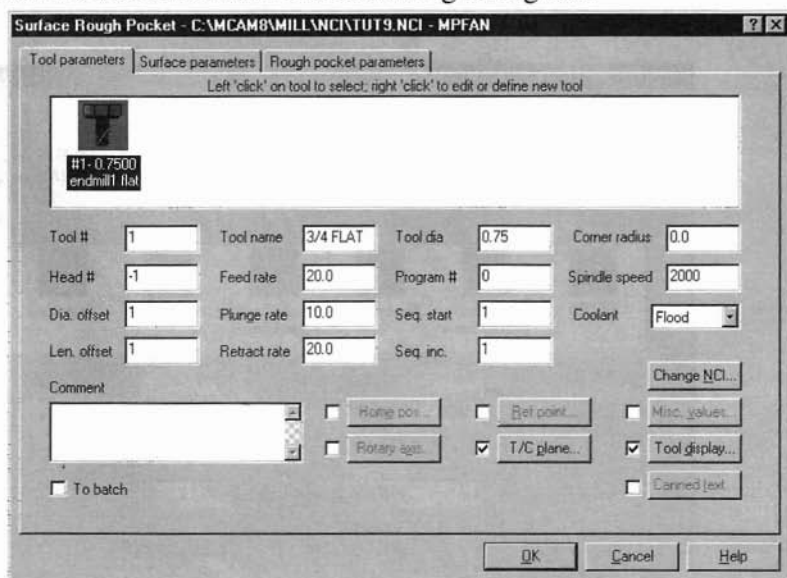 Surface Rough Pocket - C:\MCAM8\MILL\NCI\TUT9.NCI - MPFAN
Tool parameters Surface parameters Rough pocket parameters
Left 'click' on tool to select; right 'click' to edit or define new tool
#1- 0.7500
endmill1 flat
Tool # 1 Tool name 3/4 FLAT Tool dia 0.75 Corner radius 0.0
Head # -1 Feed rate 20.0 Program # 0 Spindle speed 2000
Dia. offset 1 Plunge rate 10.0 Seq. start 1 Coolant Flood
Len. offset 1 Retract rate 20.0 Seq. inc. 1
Change NCI...
Comment
Home pos... Ref point... Misc. values...
Rotary axis... T/C plane... Tool display...
To batch Canned text...
OK Cancel Help